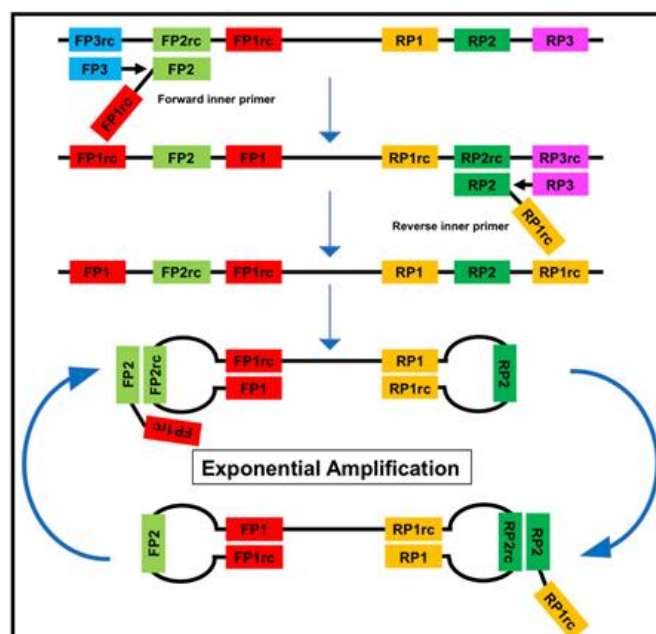 FP3rc FP2rc FP1rc RP1 RP2 RP3
FP3 FP2
FP1rc
Forward inner primer
FP1rc FP2 FP1 RP1rc RP2rc RP3rc
RP2 RP3
RP1rc
Reverse inner primer
FP1 FP2rc FP1rc RP1 RP2 RP1rc
FP1rc RP1
FP2 FP2rc RP2
FP1 RP1rc
FP1rc
Exponential Amplification
FP1 RP1rc
FP2 RP2rc RP2
FP1rc RP1
RP1rc